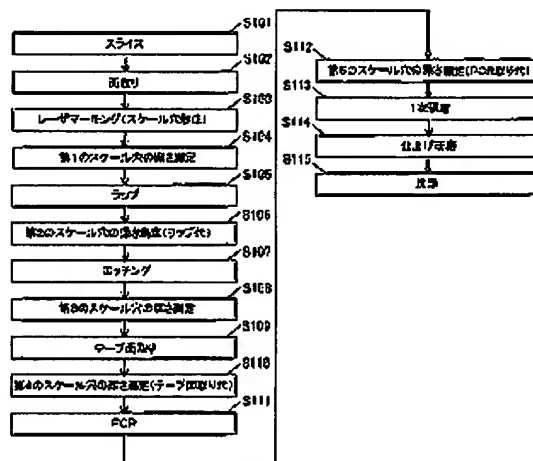 S101
スライス
S102
面取り
S103
レーザマーキング(スケール穴形成)
S104
第1のスケール穴の深さ測定
S105
ラップ
S106
第2のスケール穴の深さ測定(ラップ代)
S107
エッチング
S108
第3のスケール穴の深さ測定
S109
テープ面取り
S110
第4のスケール穴の深さ測定(テープ面取り代)
S111
PCR
S112
第5のスケール穴の深さ測定(PCR取り代)
S113
1次研磨
S114
仕上げ研磨
S115
洗浄